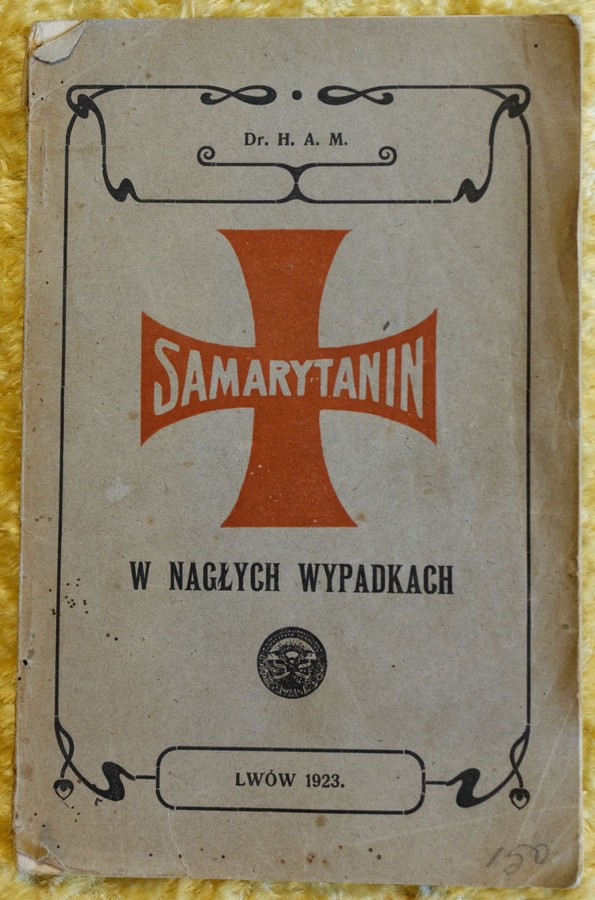 Dr. H. A. M.
SAMARYTANIN
W NAGŁYCH WYPADKACH
LWÓW 1923.
150